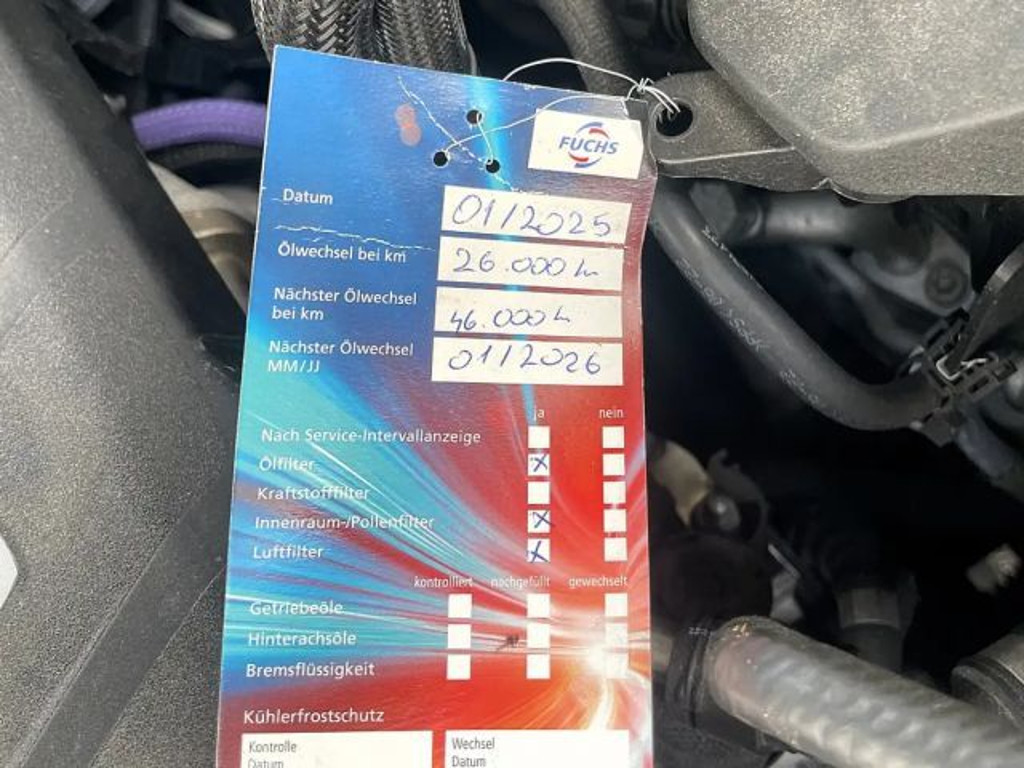 FUCHS
Datum 01/2025
Ölwechsel bei km 26.000
Nächster Ölwechsel
bei km 46.000
Nächster Ölwechsel
MM/JJ 01/2026
ja nein
Nach Service-Intervallanzeige
Ölfilter X
Kraftstofffilter
Innenraum-/Pollenfilter X
Luftfilter X
kontrolliert nachgefüllt gewechselt
Getriebeöle
Hinterachsöle
Bremsflüssigkeit
Kühlerfrostschutz
Kontrolle Wechsel
Datum Datum